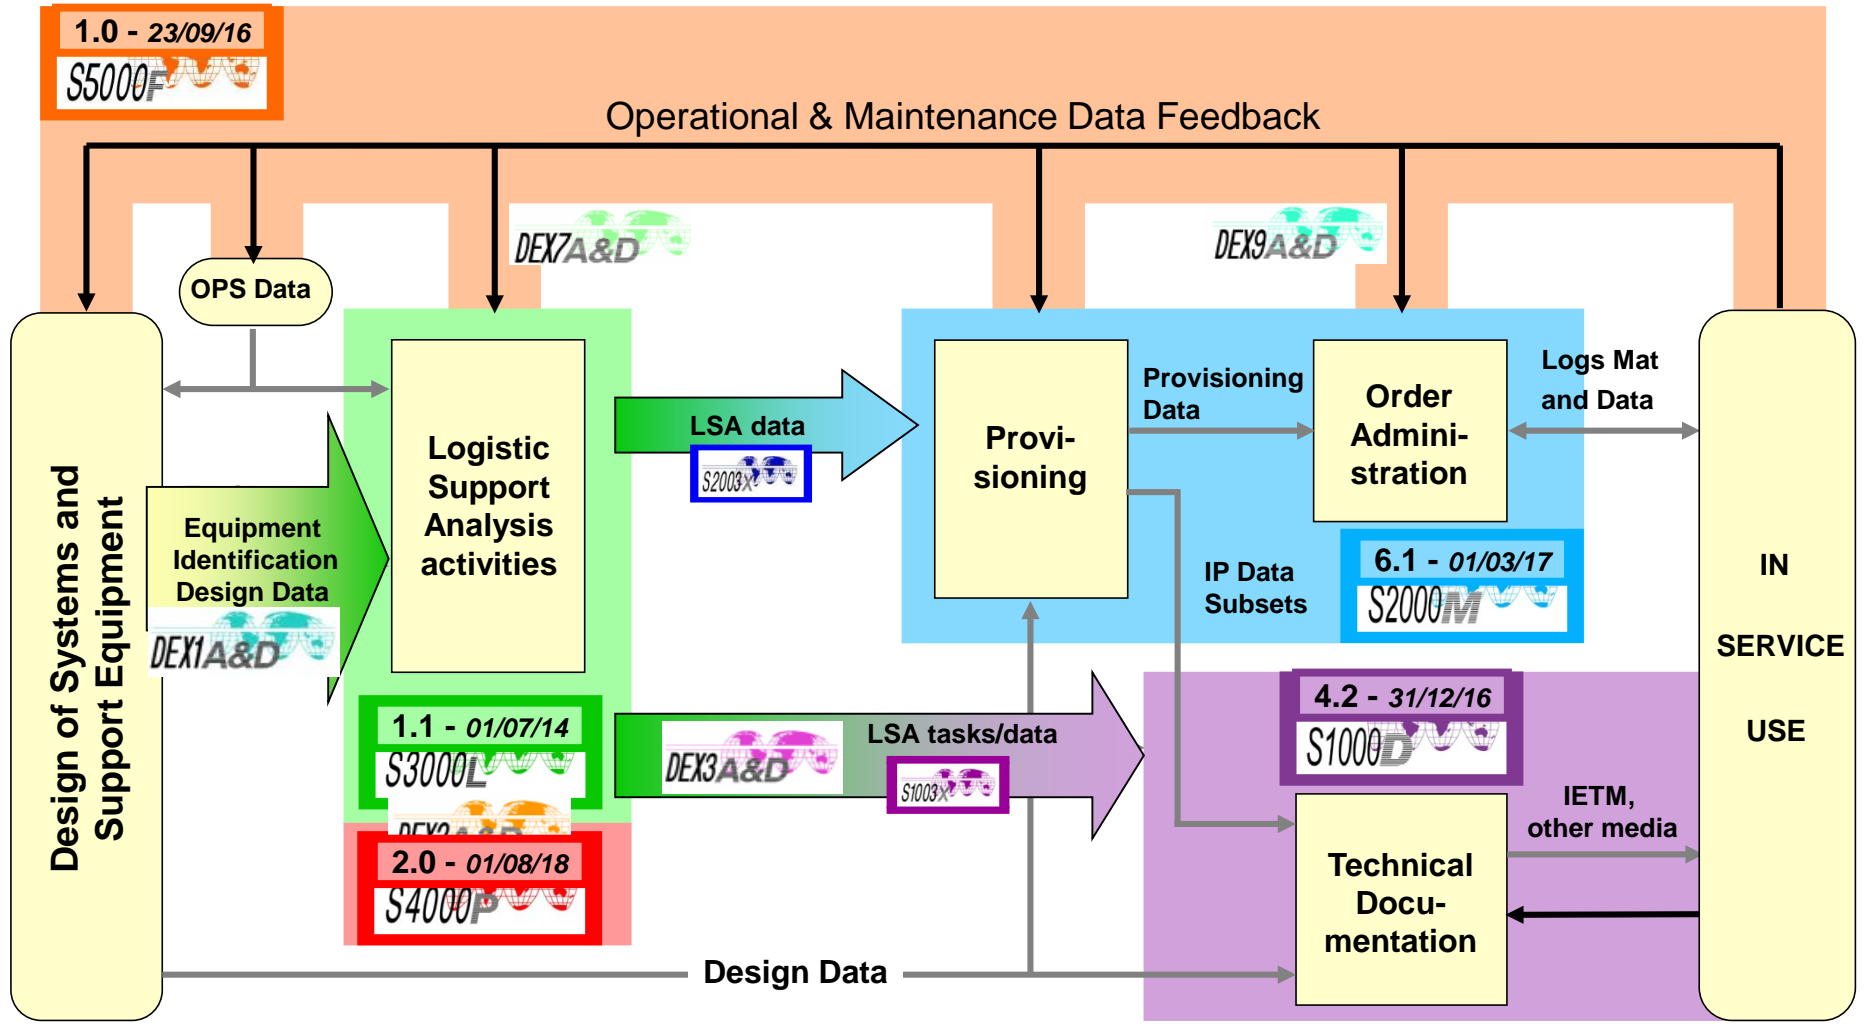 1.0 - 23/09/16
S5000F
Operational & Maintenance Data Feedback
DEX7A&D
DEX9A&D
OPS Data
Design of Systems and
Support Equipment
Equipment
Identification
Design Data
DEX1A&D
Logistic
Support
Analysis
activities
1.1 - 01/07/14
S3000L
DEX2A&D
2.0 - 01/08/18
S4000P
LSA data
S2003X
DEX3A&D
LSA tasks/data
S1003X
Design Data
Provi-
sioning
Provisioning
Data
Order
Admini-
stration
IP Data
Subsets
6.1 - 01/03/17
S2000M
Logs Mat
and Data
4.2 - 31/12/16
S1000D
Technical
Docu-
mentation
IETM,
other media
IN
SERVICE
USE